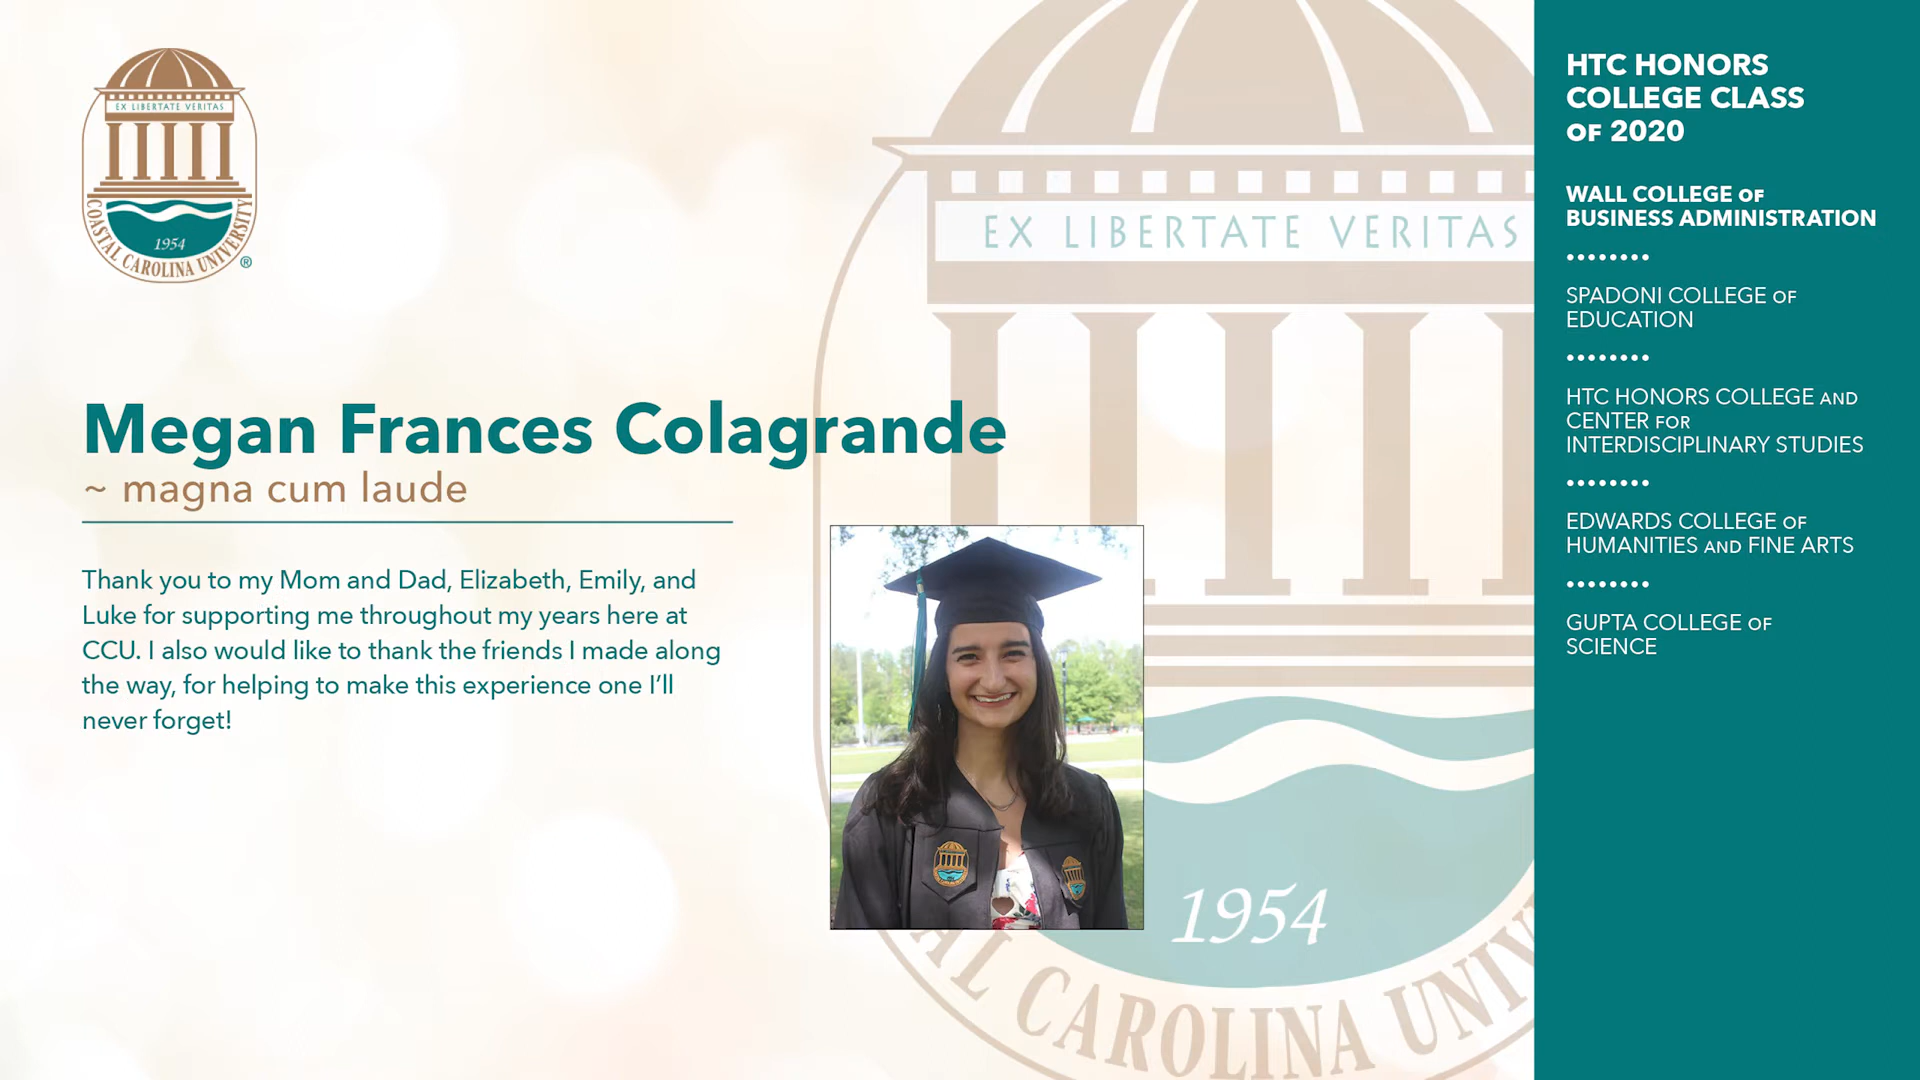 EX LIBERTATE VERITAS
1954
COASTAL CAROLINA UNIVERSITY
®
Megan Frances Colagrande
~ magna cum laude
Thank you to my Mom and Dad, Elizabeth, Emily, and
Luke for supporting me throughout my years here at
CCU. I also would like to thank the friends I made along
the way, for helping to make this experience one I’ll
never forget!
EX LIBERTATE VERITAS
1954
AL CAROLINA UNIV
HTC HONORS
COLLEGE CLASS
OF 2020
WALL COLLEGE OF
BUSINESS ADMINISTRATION
SPADONI COLLEGE OF
EDUCATION
HTC HONORS COLLEGE AND
CENTER FOR
INTERDISCIPLINARY STUDIES
EDWARDS COLLEGE OF
HUMANITIES AND FINE ARTS
GUPTA COLLEGE OF
SCIENCE